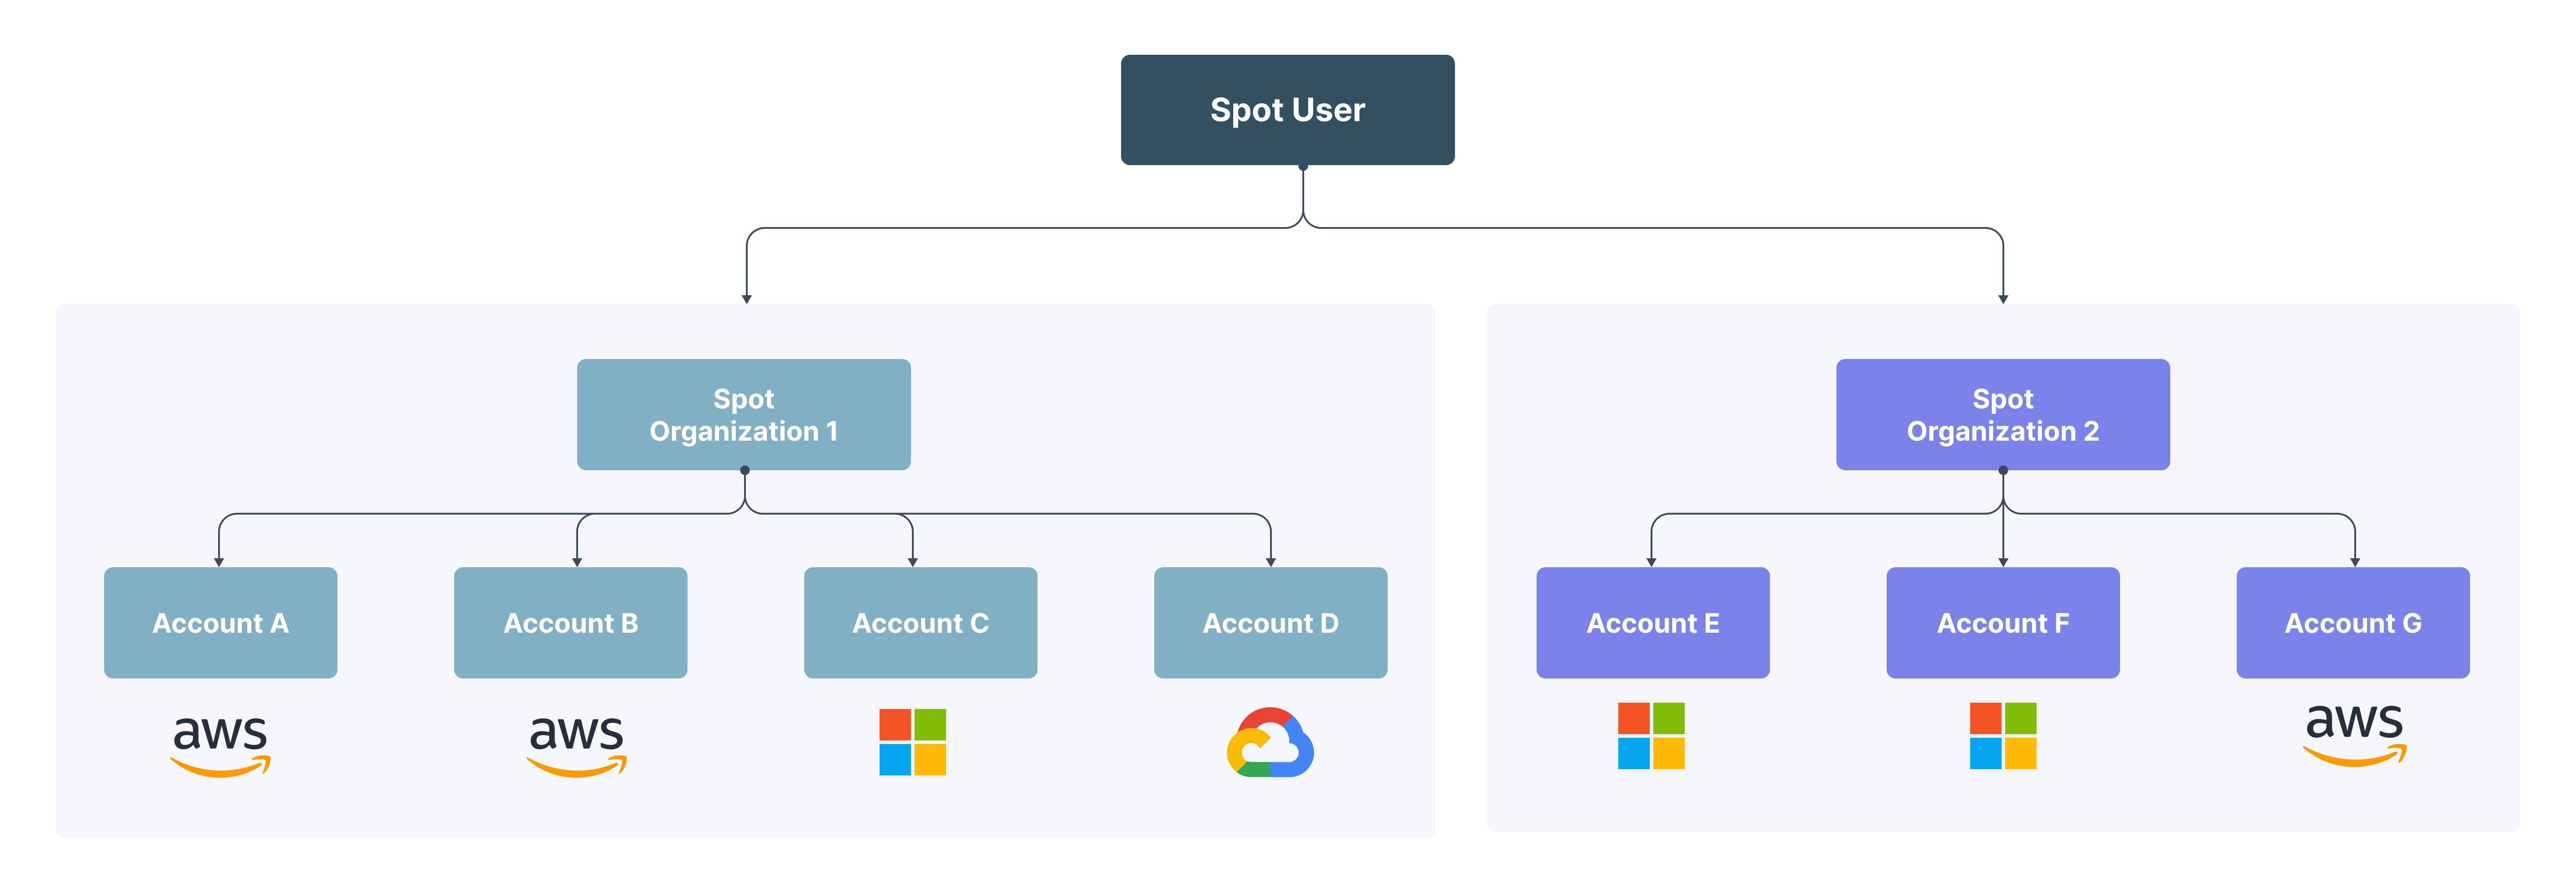 Spot User
Spot
Organization 1
Spot
Organization 2
Account A
Account B
Account C
Account D
Account E
Account F
Account G
aws
aws
aws